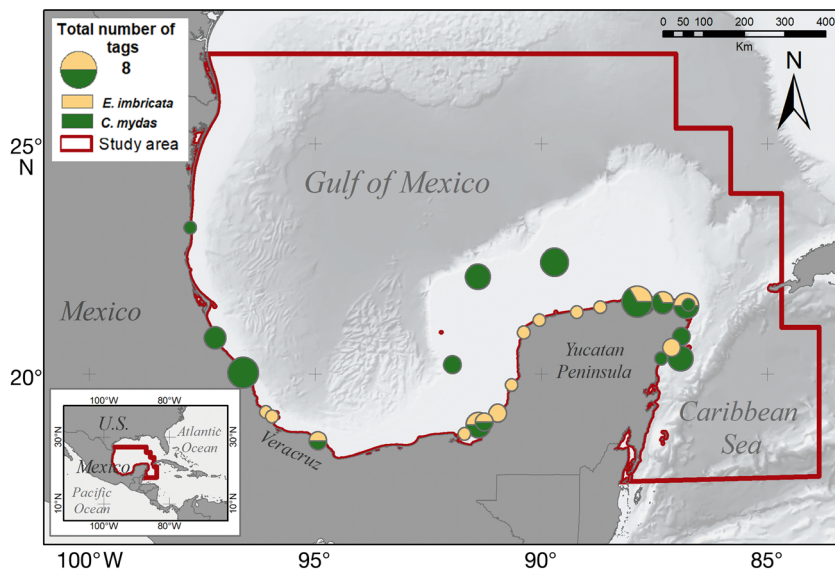 Total number of
tags
8
E. imbricata
C. mydas
Study area
0 50 100 200 300 400
Km
N
25°
N
20°
100°W
95°
90°
85°
Gulf of Mexico
Mexico
Veracruz
Yucatan
Peninsula
Caribbean
Sea
100°W
80°W
U.S.
Atlantic
Ocean
Mexico
Pacific
Ocean
30°N
10°N
30°N
10°N
100°W
80°W